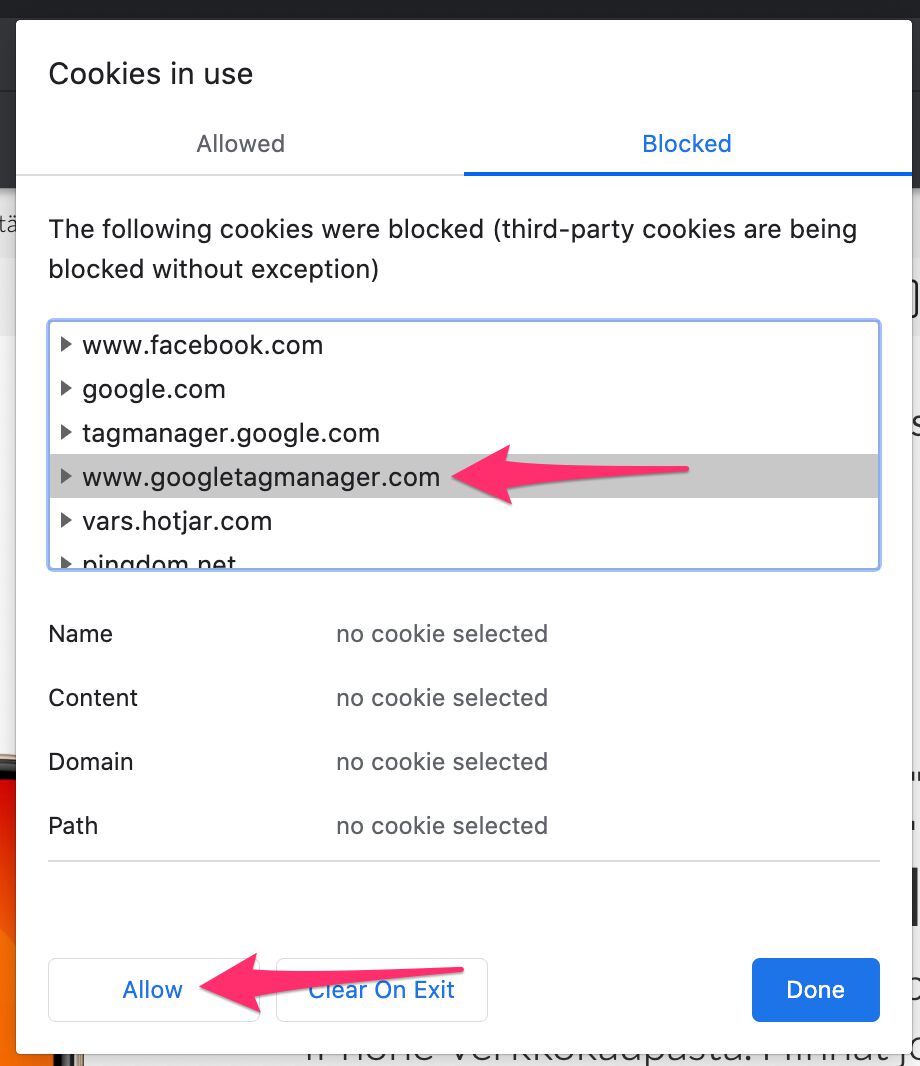 Cookies in use
Allowed
Blocked
tä
The following cookies were blocked (third-party cookies are being
blocked without exception)
www.facebook.com
google.com
tagmanager.google.com
www.googletagmanager.com
vars.hotjar.com
pingdom.net
Name no cookie selected
Content no cookie selected
Domain no cookie selected
Path no cookie selected
Allow
Clear On Exit
Done